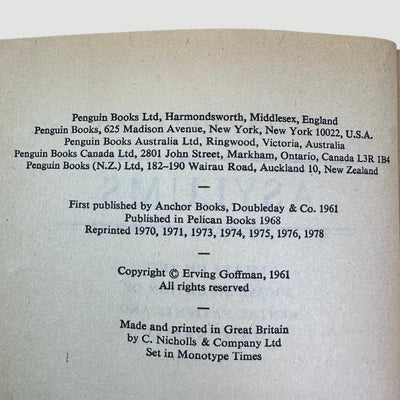 Penguin Books Ltd, Harmondsworth, Middlesex, England
Penguin Books, 625 Madison Avenue, New York, New York 10022, U.S.A.
Penguin Books Australia Ltd, Ringwood, Victoria, Australia
Penguin Books Canada Ltd, 2801 John Street, Markham, Ontario, Canada L3R 1B4
Penguin Books (N.Z.) Ltd, 182–190 Wairau Road, Auckland 10, New Zealand
—
First published by Anchor Books, Doubleday & Co. 1961
Published in Pelican Books 1968
Reprinted 1970, 1971, 1973, 1974, 1975, 1976, 1978
—
Copyright © Erving Goffman, 1961
All rights reserved
—
Made and printed in Great Britain
by C. Nicholls & Company Ltd
Set in Monotype Times